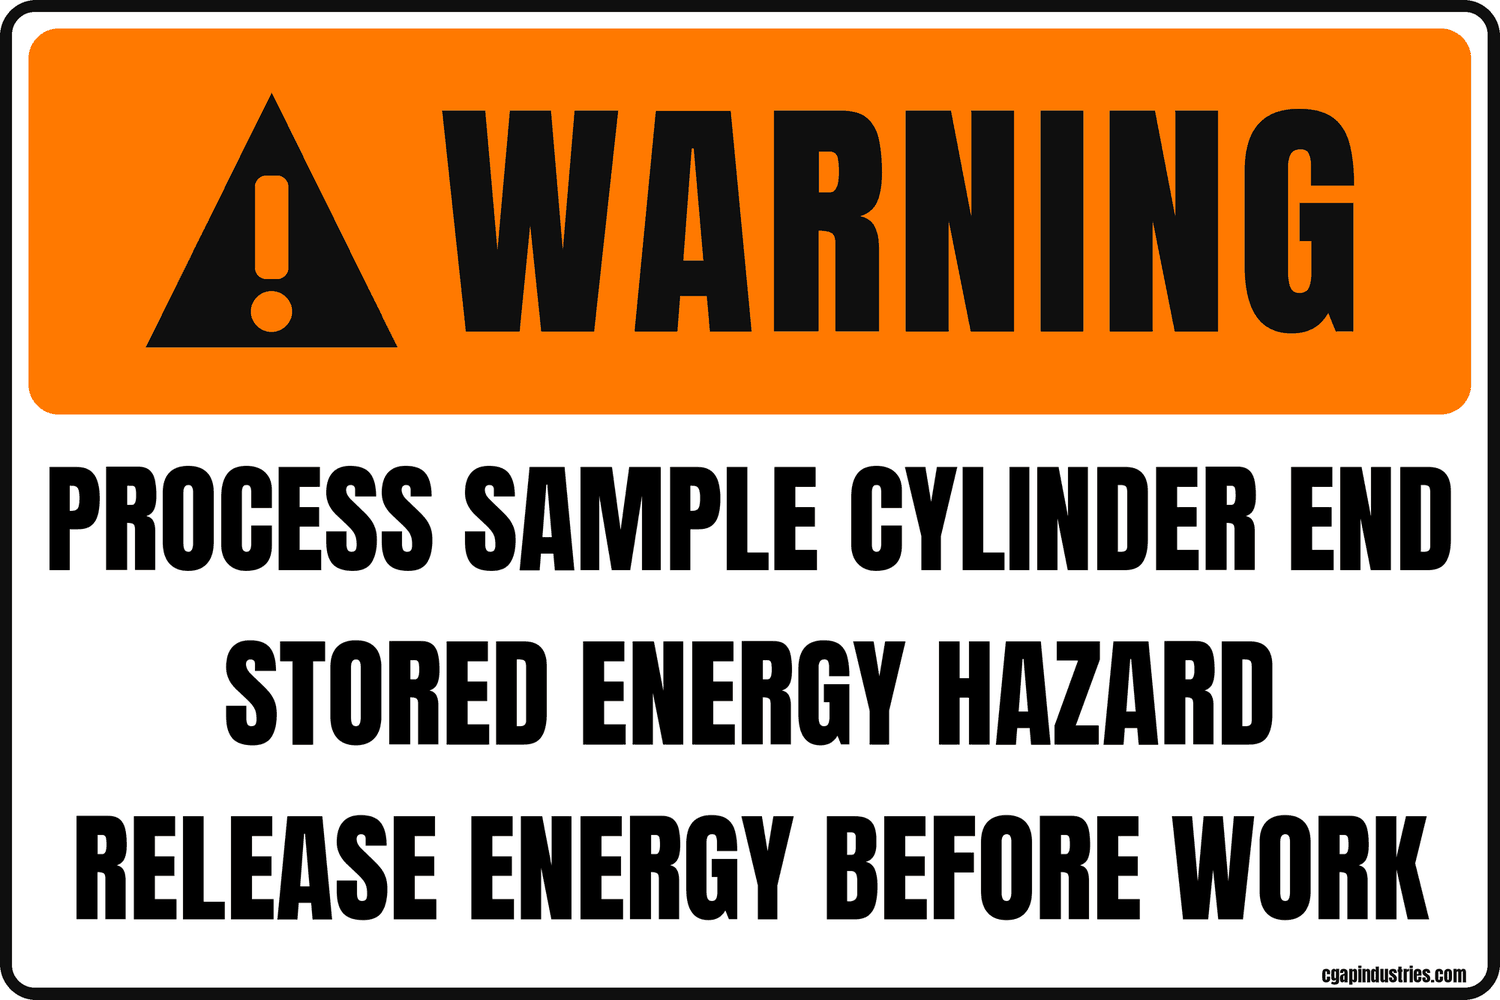 WARNING
PROCESS SAMPLE CYLINDER END
STORED ENERGY HAZARD
RELEASE ENERGY BEFORE WORK
cgapindustries.com